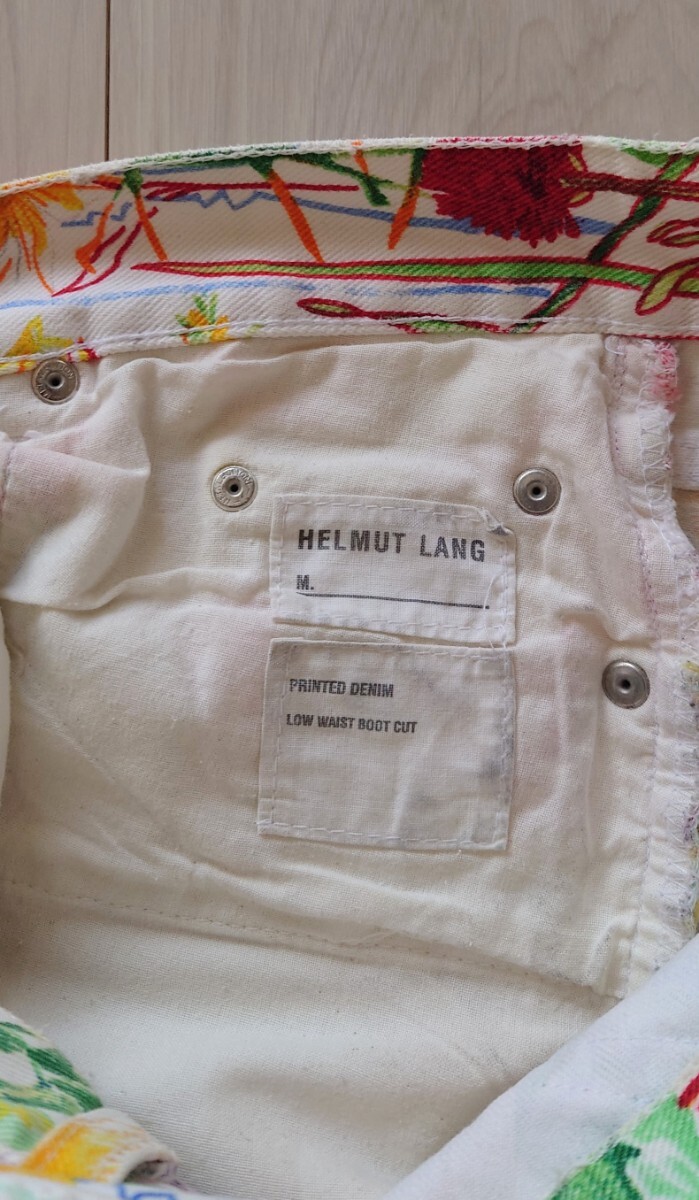 HELMUT LANG
M.
PRINTED DENIM
LOW WAIST BOOT CUT